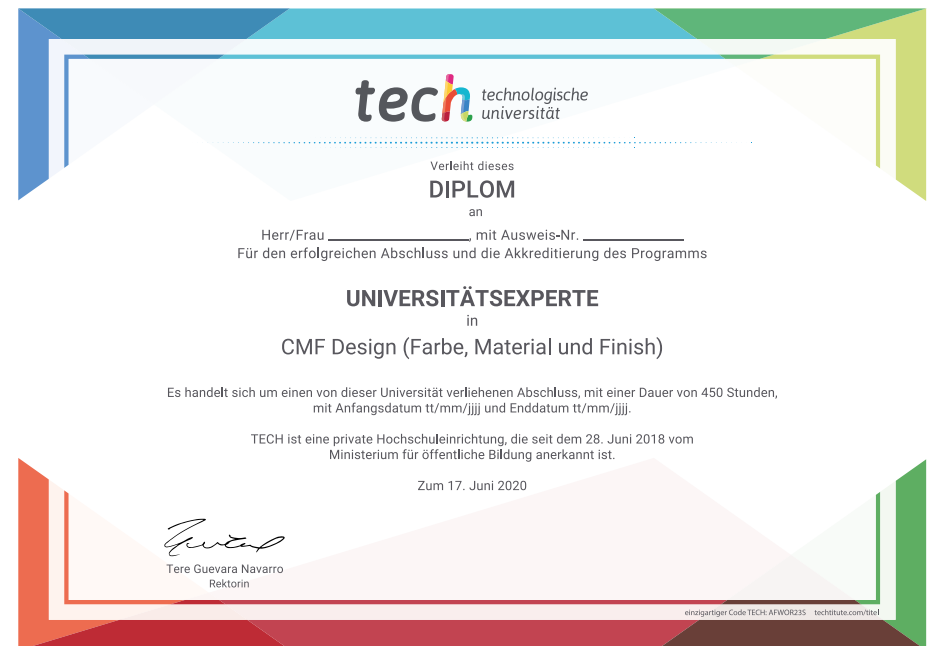 tech technologische
universität
Verleiht dieses
DIPLOM
an
Herr/Frau ____________________, mit Ausweis-Nr. ______________
Für den erfolgreichen Abschluss und die Akkreditierung des Programms
UNIVERSITÄTSEXPERTE
in
CMF Design (Farbe, Material und Finish)
Es handelt sich um einen von dieser Universität verliehenen Abschluss, mit einer Dauer von 450 Stunden,
mit Anfangsdatum tt/mm/jjjj und Enddatum tt/mm/jjjj.
TECH ist eine private Hochschuleinrichtung, die seit dem 28. Juni 2018 vom
Ministerium für öffentliche Bildung anerkannt ist.
Zum 17. Juni 2020
Tere Guevara Navarro
Rektorin
einzigartiger Code TECH: AFWOR23S techtitute.com/titel